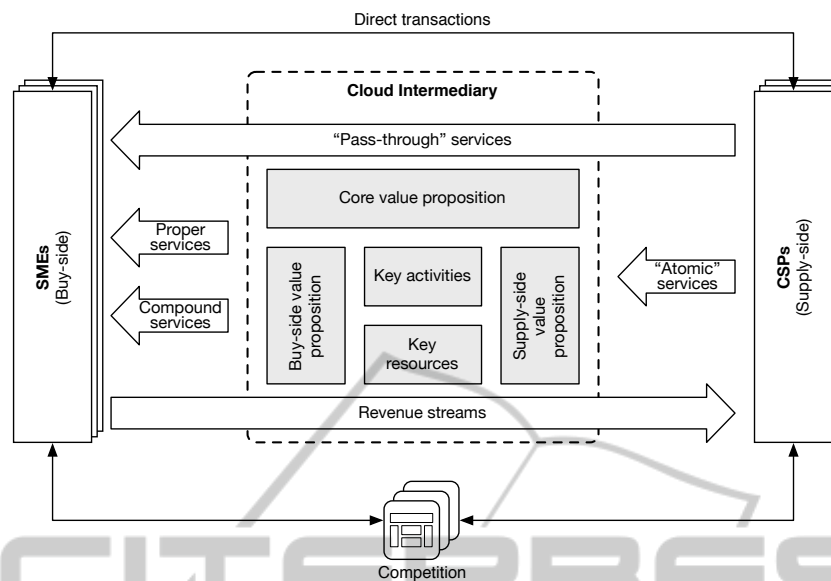 Direct transactions
Cloud Intermediary
“Pass-through” services
Core value proposition
SMEs
(Buy-side)
Proper
services
Compound
services
Buy-side value
proposition
Key activities
Key
resources
Supply-side
value
proposition
“Atomic”
services
CSPs
(Supply-side)
Revenue streams
Competition